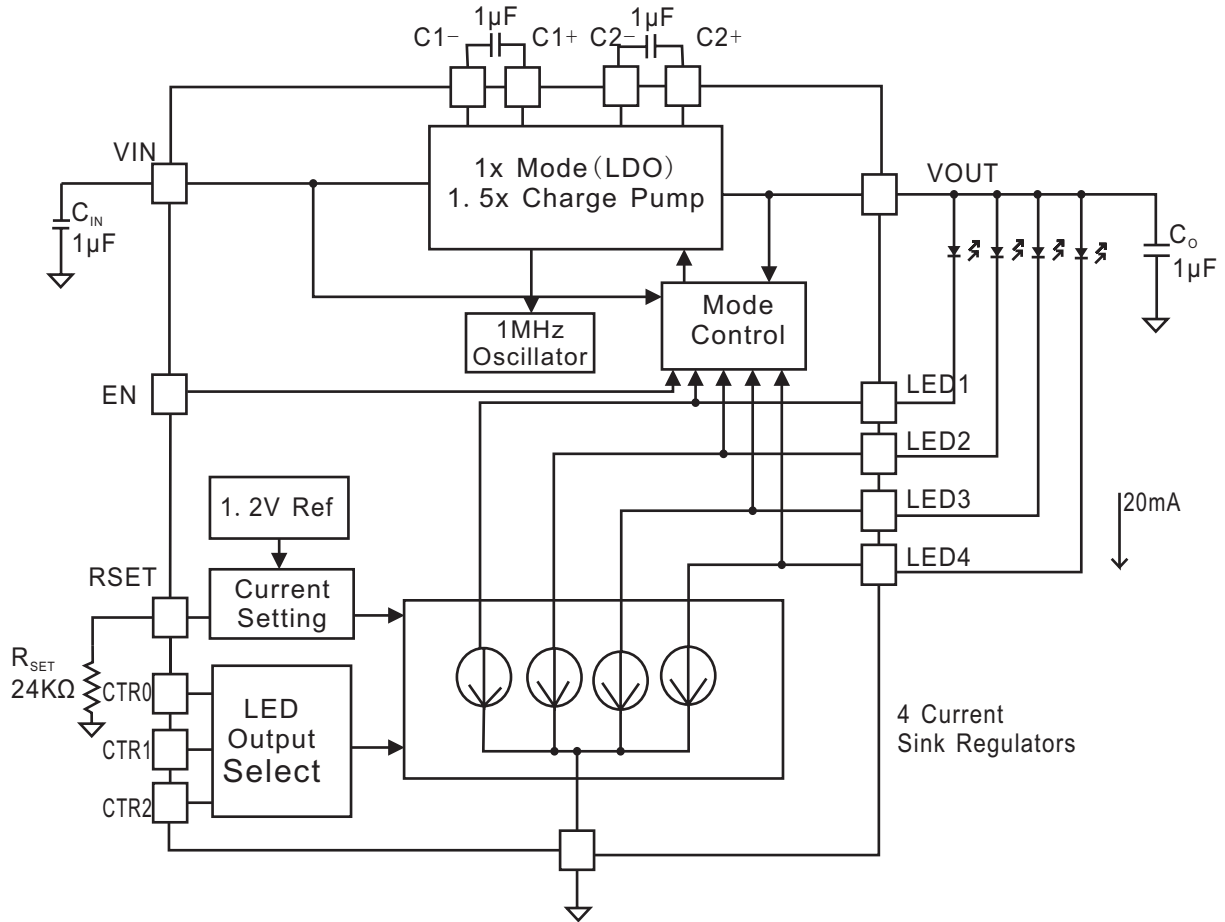 1μF
1μF
C1− C1+ C2− C2+
VIN
1x Mode(LDO)
1.5x Charge Pump
VOUT
CIN
1μF
CO
1μF
Mode
Control
1MHz
Oscillator
EN
LED1
LED2
1.2V Ref
LED3
20mA
LED4
RSET
Current
Setting
RSET
24KΩ
CTR0
LED
Output
Select
CTR1
CTR2
4 Current
Sink Regulators